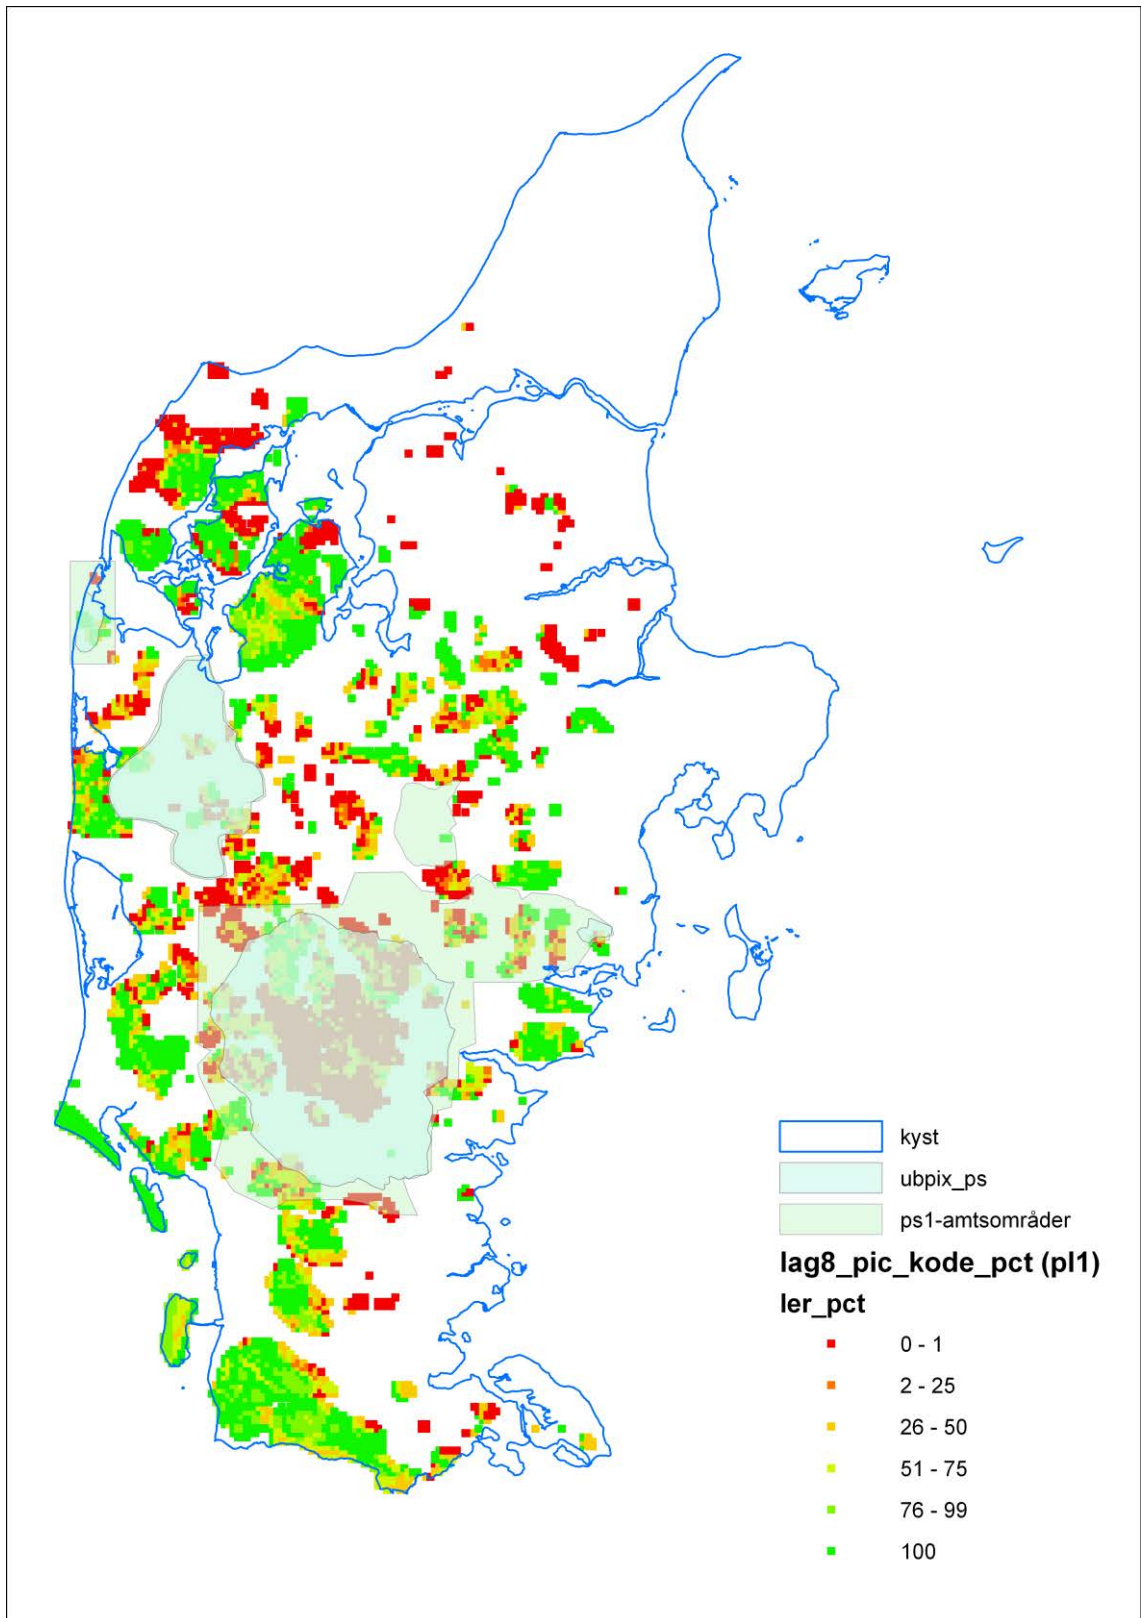 kyst
ubpix_ps
ps1-amtsområder
lag8_pic_kode_pct (pl1)
ler_pct
0 - 1
2 - 25
26 - 50
51 - 75
76 - 99
100